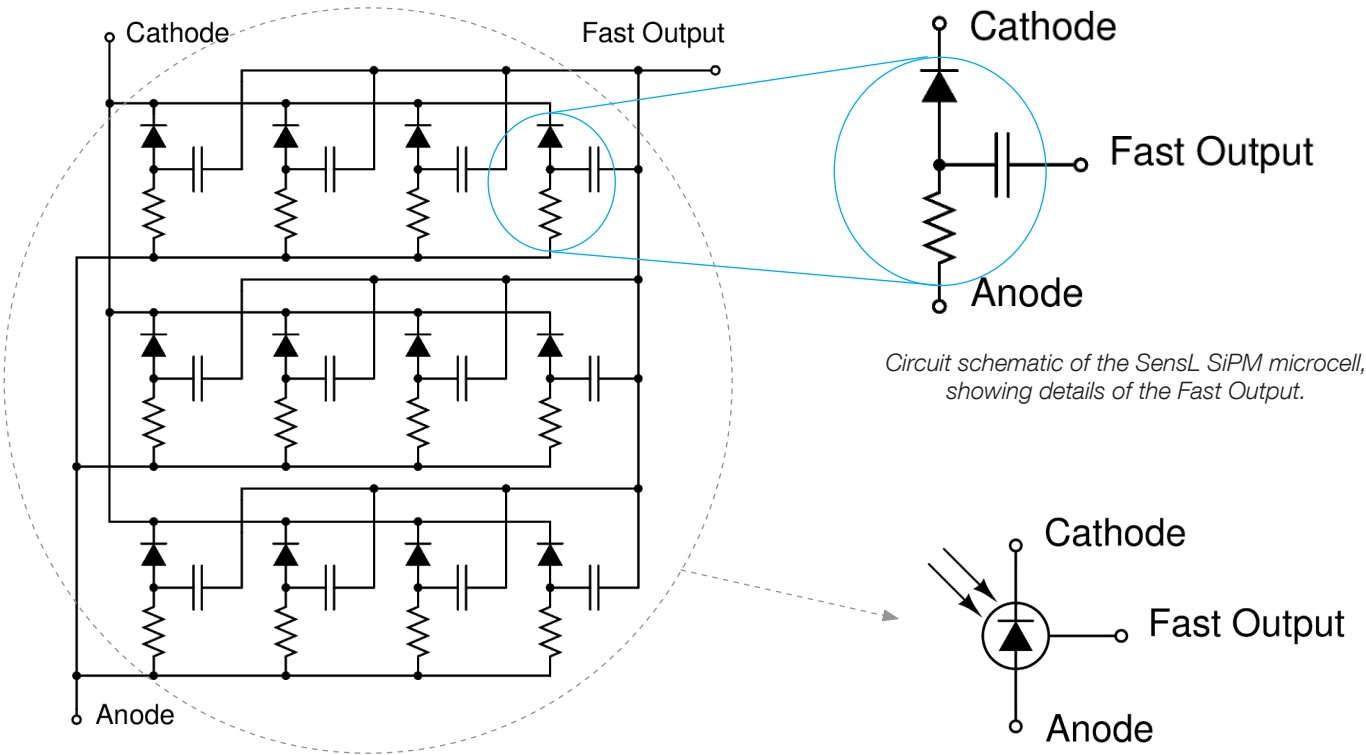 Cathode
Fast Output
Anode
Cathode
Fast Output
Anode
Circuit schematic of the SensL SiPM microcell,
showing details of the Fast Output.
Cathode
Fast Output
Anode